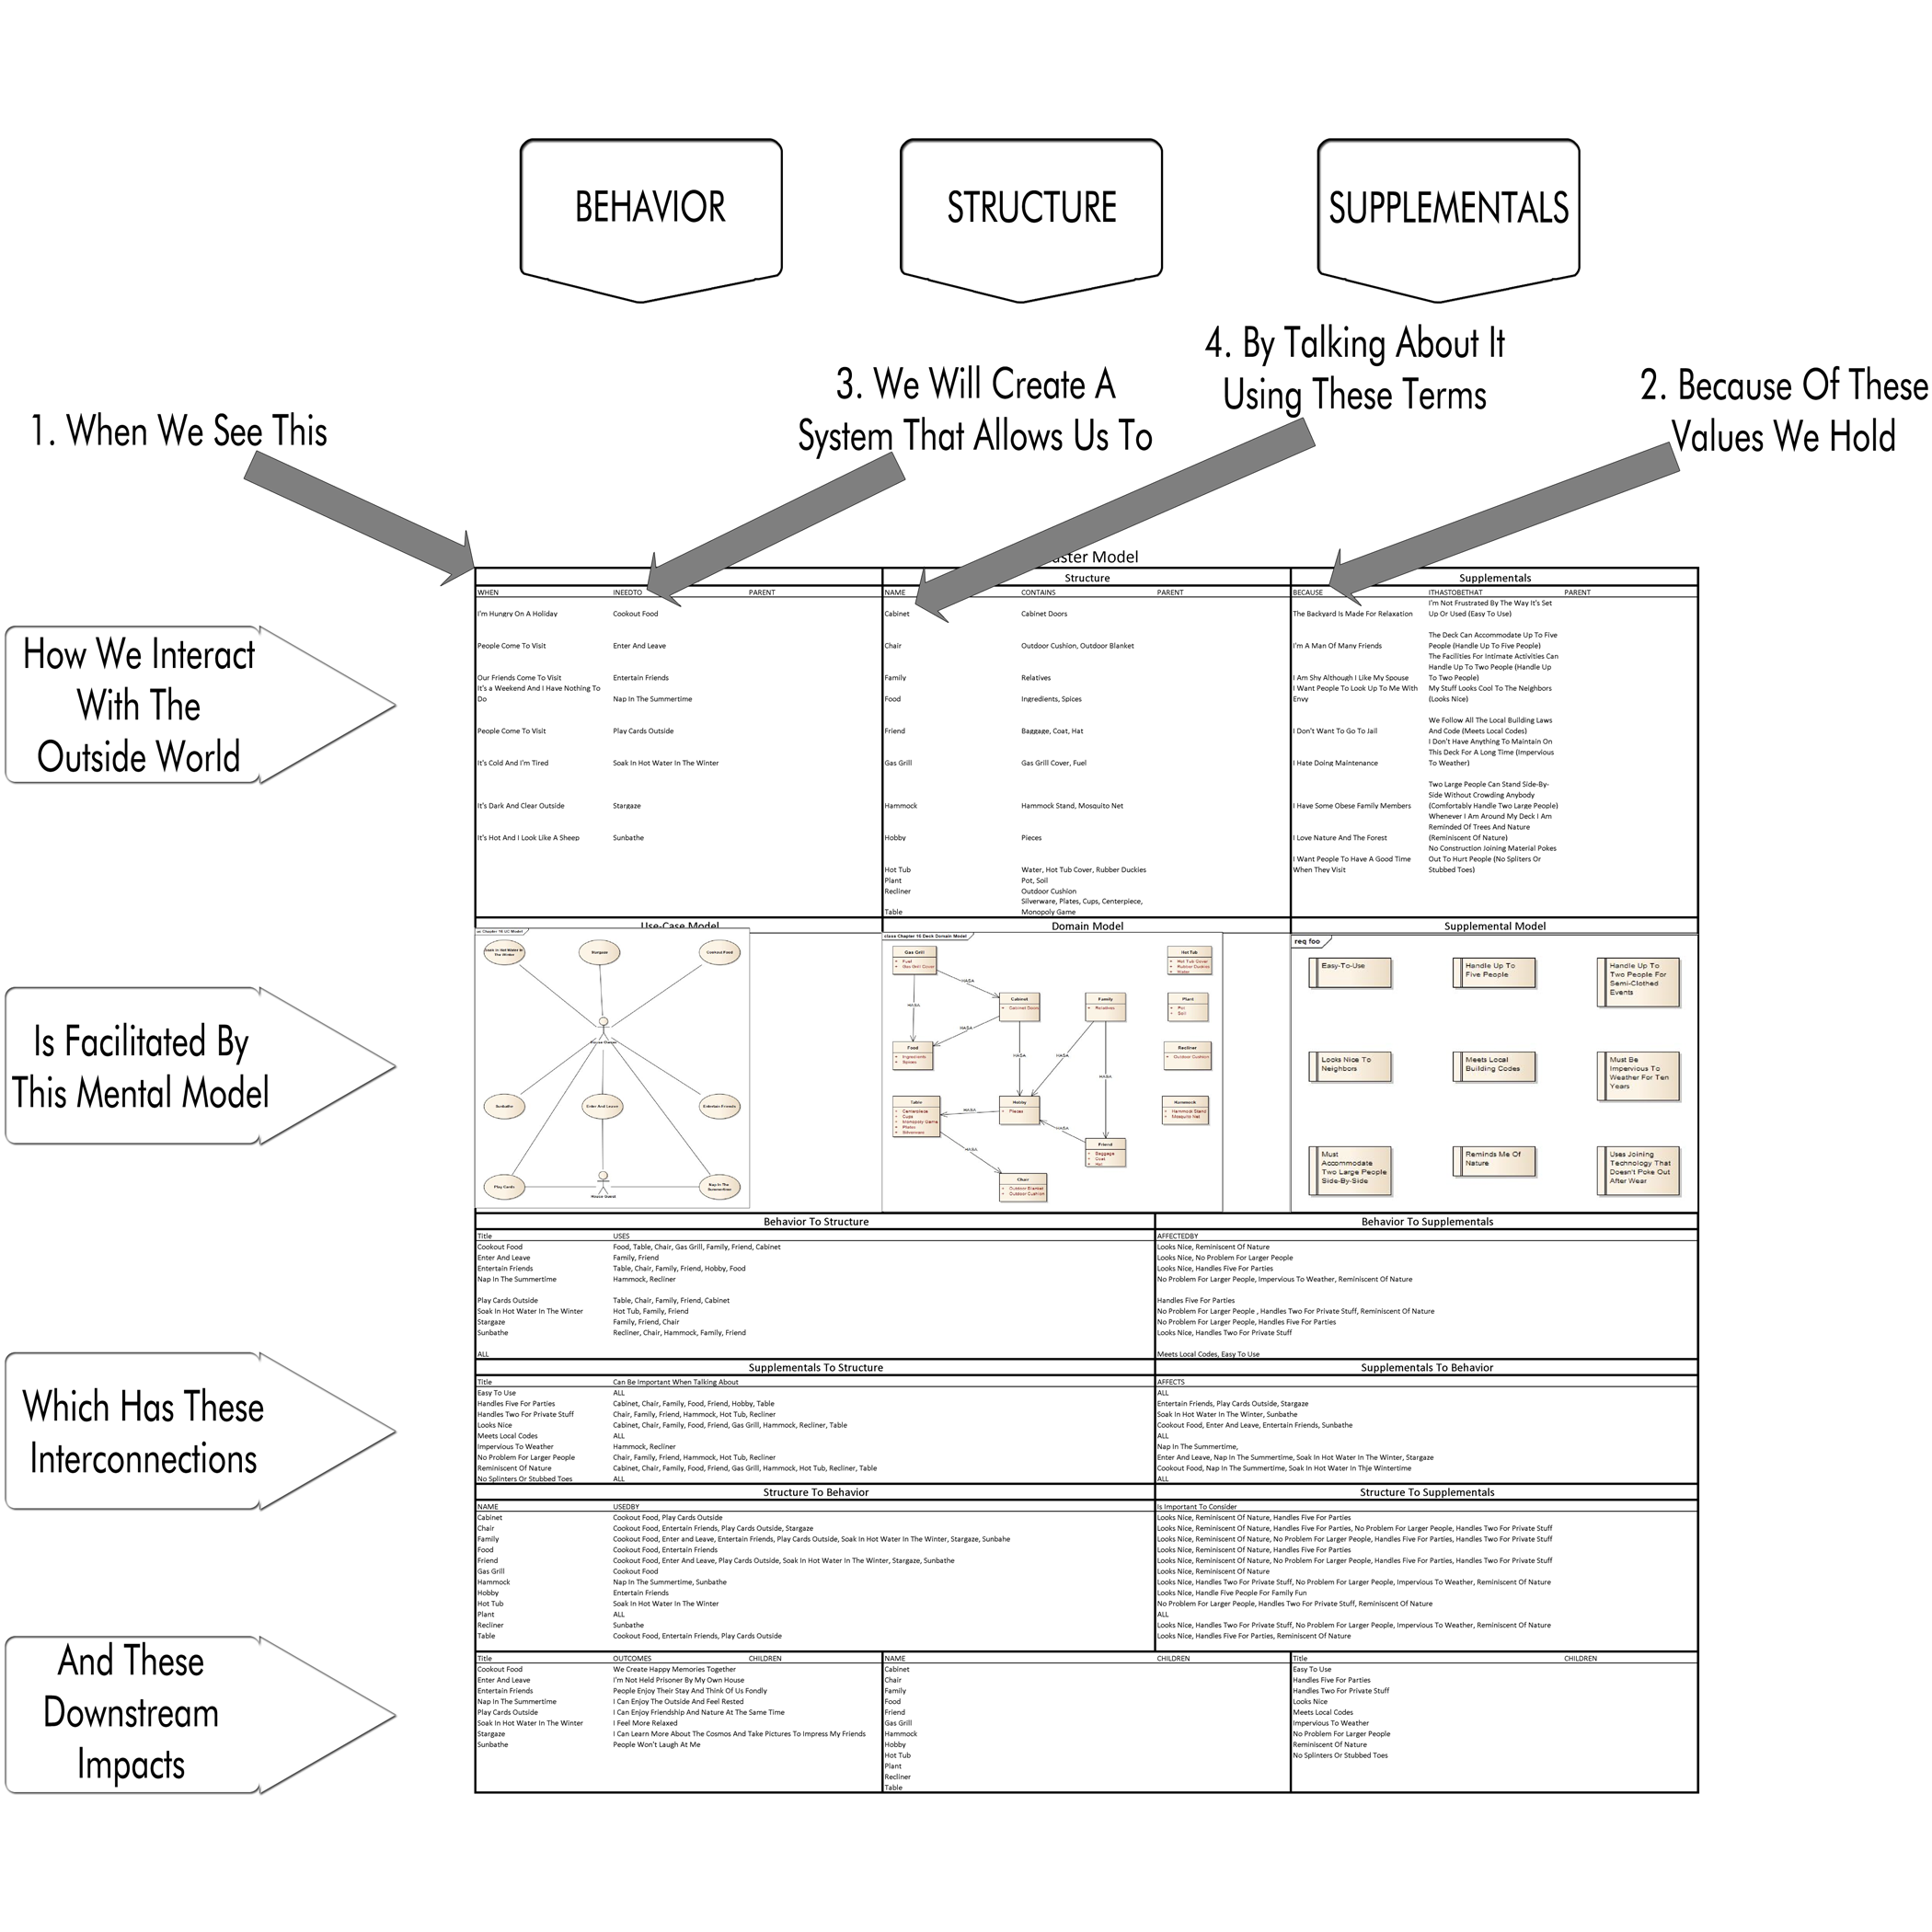 BEHAVIOR
STRUCTURE
SUPPLEMENTALS
1. When We See This
3. We Will Create A
System That Allows Us To
4. By Talking About It
Using These Terms
2. Because Of These
Values We Hold
How We Interact
With The
Outside World
Is Facilitated By
This Mental Model
Which Has These
Interconnections
And These
Downstream
Impacts
Model
Structure
Supplementals
WHEN INEEDTO PARENT
I'm Hungry On A Holiday Cookout Food
People Come To Visit Enter And Leave
Our Friends Come To Visit Entertain Friends
It's a Weekend And I Have Nothing To
Do Nap In The Summertime
People Come To Visit Play Cards Outside
It's Cold And I'm Tired Soak In Hot Water In The Winter
It's Dark And Clear Outside Stargaze
It's Hot And I Look Like A Sheep Sunbathe
NAME CONTAINS PARENT
Cabinet Cabinet Doors
Chair Outdoor Cushion, Outdoor Blanket
Family Relatives
Food Ingredients, Spices
Friend Baggage, Coat, Hat
Gas Grill Gas Grill Cover, Fuel
Hammock Hammock Stand, Mosquito Net
Hobby Pieces
Hot Tub Water, Hot Tub Cover, Rubber Duckies
Plant Pot, Soil
Recliner Outdoor Cushion
Silverware, Plates, Cups, Centerpiece,
Table Monopoly Game
BECAUSE ITHASTOBETHAT PARENT
I'm Not Frustrated By The Way It's Set
The Backyard Is Made For Relaxation Up Or Used (Easy To Use)
The Deck Can Accommodate Up To Five
I'm A Man Of Many Friends People (Handle Up To Five People)
The Facilities For Intimate Activities Can
Handle Up To Two People (Handle Up
I Am Shy Although I Like My Spouse To Two People)
I Want People To Look Up To Me With My Stuff Looks Cool To The Neighbors
Envy (Looks Nice)
We Follow All The Local Building Laws
I Don't Want To Go To Jail And Code (Meets Local Codes)
I Don't Have Anything To Maintain On
This Deck For A Long Time (Impervious
I Hate Doing Maintenance To Weather)
Two Large People Can Stand Side-By-
Side Without Crowding Anybody
I Have Some Obese Family Members (Comfortably Handle Two Large People)
Whenever I Am Around My Deck I Am
Reminded Of Trees And Nature
I Love Nature And The Forest (Reminiscent Of Nature)
No Construction Joining Material Pokes
I Want People To Have A Good Time Out To Hurt People (No Spliters Or
When They Visit Stubbed Toes)
Use-Case Model
Domain Model
Supplemental Model
uc Chapter 16 UC Model
Soak In Hot Water In
The Winter
Stargaze
Cookout Food
House Owner
Sunbathe
Enter And Leave
Entertain Friends
Play Cards
House Guest
Nap In The
Summertime
class Chapter 16 Deck Domain Model
Gas Grill
Fuel
Gas Grill Cover
Hot Tub
Hot Tub Cover
Rubber Duckies
Water
HASA
HASA
Cabinet
Cabinet Doors
Family
Relatives
Plant
Pot
Soil
HASA
Food
Ingredients
Spices
HASA
HASA
HASA
Recliner
Outdoor Cushion
Table
Centerpiece
Cups
Monopoly Game
Plates
Silverware
HASA
Hobby
Pieces
Hammock
Hammock Stand
Mosquito Net
HASA
HASA
Friend
Baggage
Coat
Hat
Chair
Outdoor Blanket
Outdoor Cushion
req foo
Easy-To-Use
Handle Up To
Five People
Handle Up To
Two People For
Semi-Clothed
Events
Looks Nice To
Neighbors
Meets Local
Building Codes
Must Be
Impervious To
Weather For Ten
Years
Must
Accommodate
Two Large People
Side-By-Side
Reminds Me Of
Nature
Uses Joining
Technology That
Doesn't Poke Out
After Wear
Behavior To Structure Behavior To Supplementals
Title USES AFFECTEDBY
Cookout Food Food, Table, Chair, Gas Grill, Family, Friend, Cabinet Looks Nice, Reminiscent Of Nature
Enter And Leave Family, Friend Looks Nice, No Problem For Larger People
Entertain Friends Table, Chair, Family, Friend, Hobby, Food Looks Nice, Handles Five For Parties
Nap In The Summertime Hammock, Recliner No Problem For Larger People, Impervious To Weather, Reminiscent Of Nature
Play Cards Outside Table, Chair, Family, Friend, Cabinet Handles Five For Parties
Soak In Hot Water In The Winter Hot Tub, Family, Friend No Problem For Larger People , Handles Two For Private Stuff, Reminiscent Of Nature
Stargaze Family, Friend, Chair No Problem For Larger People, Handles Five For Parties
Sunbathe Recliner, Chair, Hammock, Family, Friend Looks Nice, Handles Two For Private Stuff
ALL Meets Local Codes, Easy To Use
Supplementals To Structure Supplementals To Behavior
Title Can Be Important When Talking About AFFECTS
Easy To Use ALL ALL
Handles Five For Parties Cabinet, Chair, Family, Food, Friend, Hobby, Table Entertain Friends, Play Cards Outside, Stargaze
Handles Two For Private Stuff Chair, Family, Friend, Hammock, Hot Tub, Recliner Soak In Hot Water In The Winter, Sunbathe
Looks Nice Cabinet, Chair, Family, Food, Friend, Gas Grill, Hammock, Recliner, Table Cookout Food, Enter And Leave, Entertain Friends, Sunbathe
Meets Local Codes ALL ALL
Impervious To Weather Hammock, Recliner Nap In The Summertime,
No Problem For Larger People Chair, Family, Friend, Hammock, Hot Tub, Recliner Enter And Leave, Nap In The Summertime, Soak In Hot Water In The Winter, Stargaze
Reminiscent Of Nature Cabinet, Chair, Family, Food, Friend, Gas Grill, Hammock, Hot Tub, Recliner, Table Cookout Food, Nap In The Summertime, Soak In Hot Water In Thje Wintertime
No Splinters Or Stubbed Toes ALL ALL
Structure To Behavior Structure To Supplementals
NAME USEDBY Is Important To Consider
Cabinet Cookout Food, Play Cards Outside Looks Nice, Reminiscent Of Nature, Handles Five For Parties
Chair Cookout Food, Entertain Friends, Play Cards Outside, Stargaze Looks Nice, Reminiscent Of Nature, Handles Five For Parties, No Problem For Larger People, Handles Two For Private Stuff
Family Cookout Food, Enter and Leave, Entertain Friends, Play Cards Outside, Soak In Hot Water In The Winter, Stargaze, Sunbahe Looks Nice, Reminiscent Of Nature, No Problem For Larger People, Handles Five For Parties, Handles Two For Private Stuff
Food Cookout Food, Entertain Friends Looks Nice, Reminiscent Of Nature, Handles Five For Parties
Friend Cookout Food, Enter And Leave, Play Cards Outside, Soak In Hot Water In The Winter, Stargaze, Sunbathe Looks Nice, Reminiscent Of Nature, No Problem For Larger People, Handles Five For Parties, Handles Two For Private Stuff
Gas Grill Cookout Food Looks Nice, Reminiscent Of Nature
Hammock Nap In The Summertime, Sunbathe Looks Nice, Handles Two For Private Stuff, No Problem For Larger People, Impervious To Weather, Reminiscent Of Nature
Hobby Entertain Friends Looks Nice, Handle Five People For Family Fun
Hot Tub Soak In Hot Water In The Winter No Problem For Larger People, Handles Two For Private Stuff, Reminiscent Of Nature
Plant ALL ALL
Recliner Sunbathe Looks Nice, Handles Two For Private Stuff, No Problem For Larger People, Impervious To Weather, Reminiscent Of Nature
Table Cookout Food, Entertain Friends, Play Cards Outside Looks Nice, Handles Five For Parties, Reminiscent Of Nature
Title OUTCOMES CHILDREN NAME CHILDREN Title CHILDREN
Cookout Food We Create Happy Memories Together Cabinet Easy To Use
Enter And Leave I'm Not Held Prisoner By My Own House Chair Handles Five For Parties
Entertain Friends People Enjoy Their Stay And Think Of Us Fondly Family Handles Two For Private Stuff
Nap In The Summertime I Can Enjoy The Outside And Feel Rested Food Looks Nice
Play Cards Outside I Can Enjoy Friendship And Nature At The Same Time Friend Meets Local Codes
Soak In Hot Water In The Winter I Feel More Relaxed Gas Grill Impervious To Weather
Stargaze I Can Learn More About The Cosmos And Take Pictures To Impress My Friends Hammock No Problem For Larger People
Sunbathe People Won't Laugh At Me Hobby Reminiscent Of Nature
Hot Tub No Splinters Or Stubbed Toes
Plant
Recliner
Table